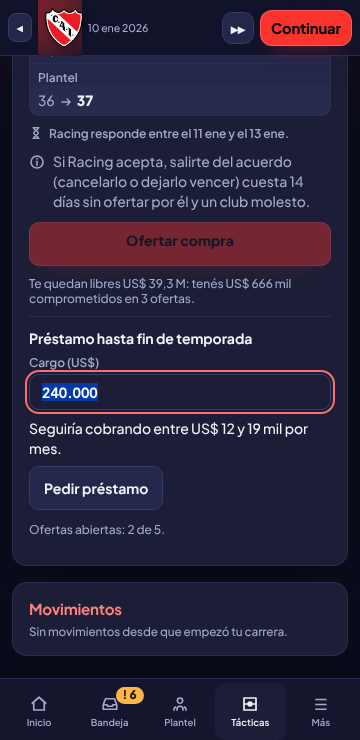 C.A.I.
10 ene 2026
Continuar
Plantel
36 → 37
Racing responde entre el 11 ene y el 13 ene.
Si Racing acepta, salirte del acuerdo
(cancelarlo o dejarlo vencer) cuesta 14
días sin ofertar por él y un club molesto.
Ofertar compra
Te quedan libres US$ 39,3 M: tenés US$ 666 mil
comprometidos en 3 ofertas.
Préstamo hasta fin de temporada
Cargo (US$)
240.000
Seguiría cobrando entre US$ 12 y 19 mil por
mes.
Pedir préstamo
Ofertas abiertas: 2 de 5.
Movimientos
Sin movimientos desde que empezó tu carrera.
! 6
Inicio
Bandeja
Plantel
Tácticas
Más